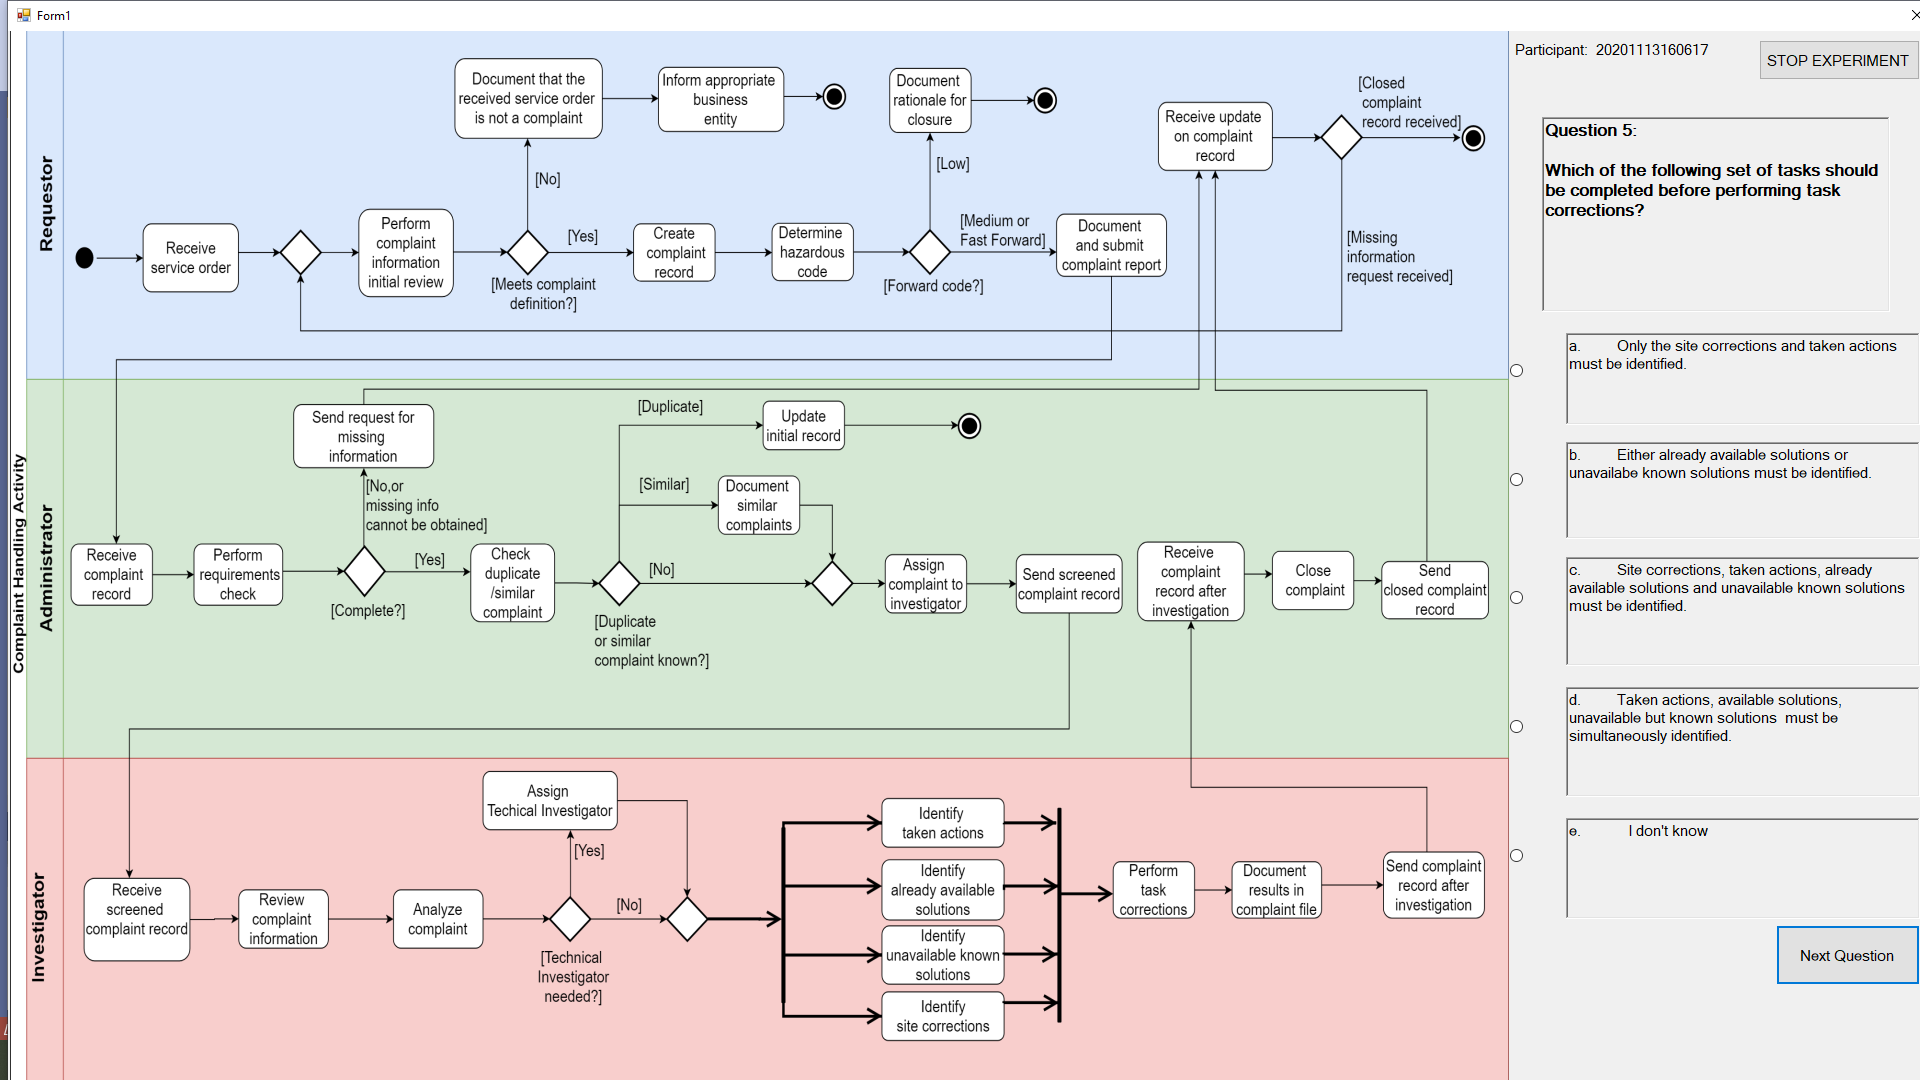 Form1
Participant:  20201113160617
STOP EXPERIMENT
Question 5:
Which of the following set of tasks should
be completed before performing task
corrections?
a. Only the site corrections and taken actions
must be identified.
b. Either already available solutions or
unavailabe known solutions must be identified.
c. Site corrections, taken actions, already
available solutions and unavailable known solutions
must be identified.
d. Taken actions, available solutions,
unavailable but known solutions  must be
simultaneously identified.
e. I don't know
Next Question
Complaint Handling Activity
Requestor
Receive
service order
Perform
complaint
information
initial review
[Meets complaint
definition?]
[No]
Document that the
received service order
is not a complaint
Inform appropriate
business
entity
[Yes]
Create
complaint
record
Determine
hazardous
code
[Forward code?]
[Low]
Document
rationale for
closure
[Medium or
Fast Forward]
Document
and submit
complaint report
Receive update
on complaint
record
[Closed
complaint
record received]
[Missing
information
request received]
Administrator
Receive
complaint
record
Perform
requirements
check
[Complete?]
[No,or
missing info
cannot be obtained]
Send request for
missing
information
[Yes]
Check
duplicate
/similar
complaint
[Duplicate
or similar
complaint known?]
[Duplicate]
Update
initial record
[Similar]
Document
similar
complaints
[No]
Assign
complaint to
investigator
Send screened
complaint record
Receive
complaint
record after
investigation
Close
complaint
Send
closed complaint
record
Investigator
Receive
screened
complaint record
Review
complaint
information
Analyze
complaint
[Technical
Investigator
needed?]
[Yes]
Assign
Techical Investigator
[No]
Identify
taken actions
Identify
already available
solutions
Identify
unavailable known
solutions
Identify
site corrections
Perform
task
corrections
Document
results in
complaint file
Send complaint
record after
investigation